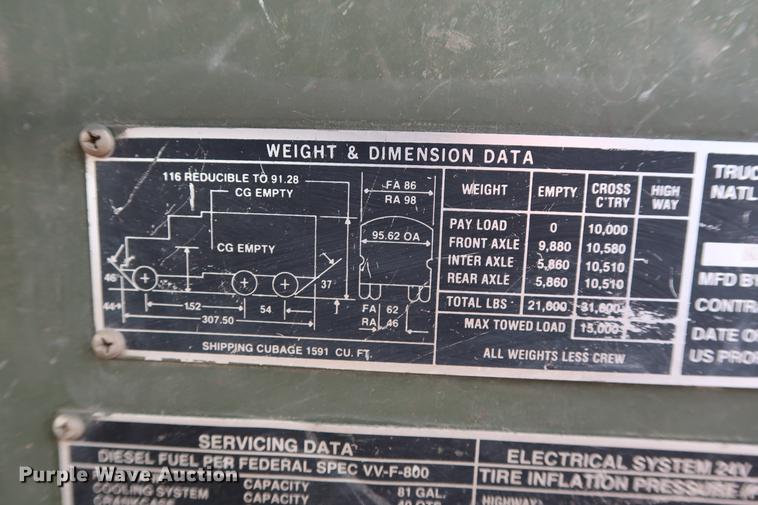 WEIGHT & DIMENSION DATA
116 REDUCIBLE TO 91.28
CG EMPTY
CG EMPTY
46
37
44
1.52
54
307.50
FA 86
RA 98
95.62 OA
FA 62
RA 46
SHIPPING CUBAGE 1591 CU. FT.
WEIGHT EMPTY CROSS C'TRY HIGH WAY
PAY LOAD 0 10,000
FRONT AXLE 9,880 10,580
INTER AXLE 5,860 10,510
REAR AXLE 5,860 10,510
TOTAL LBS 21,600 31,600
MAX TOWED LOAD 15,000
ALL WEIGHTS LESS CREW
TRUC
NATL
MFD BY
CONTRA
DATE O
US PRO
SERVICING DATA
DIESEL FUEL PER FEDERAL SPEC VV-F-800
CAPACITY
COOLING SYSTEM CAPACITY 81 GAL.
CRANKCASE
ELECTRICAL SYSTEM 24V
TIRE INFLATION PRESSURE
HIGHWAY
Purple Wave Auction